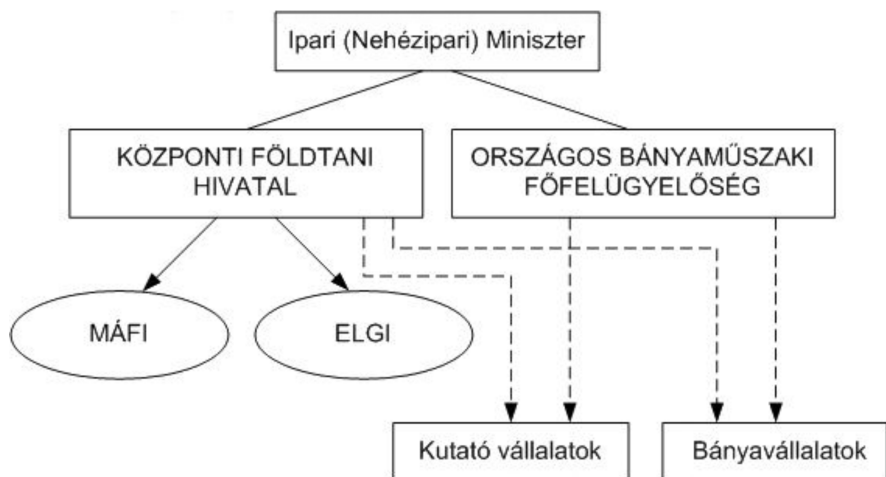 Ipari (Nehézipari) Miniszter
KÖZPONTI FÖLDTANI
HIVATAL
ORSZÁGOS BÁNYAMŰSZAKI
FŐFELÜGYELŐSÉG
MÁFI
ELGI
Kutató vállalatok
Bányavállalatok